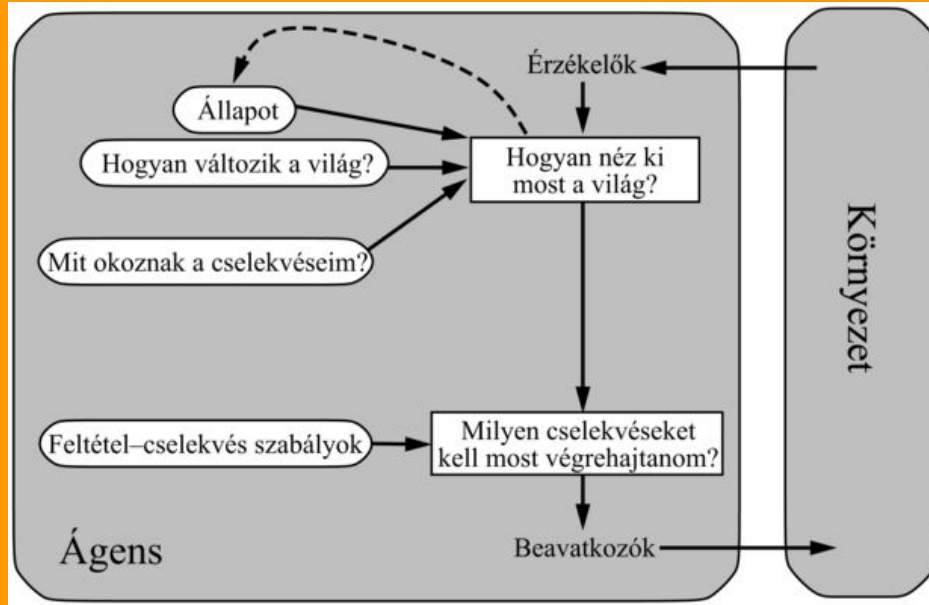 Érzékelők
Állapot
Hogyan változik a világ?
Hogyan néz ki
most a világ?
Mit okoznak a cselekvéseim?
Környezet
Feltétel–cselekvés szabályok
Milyen cselekvéseket
kell most végrehajtanom?
Ágens
Beavatkozók